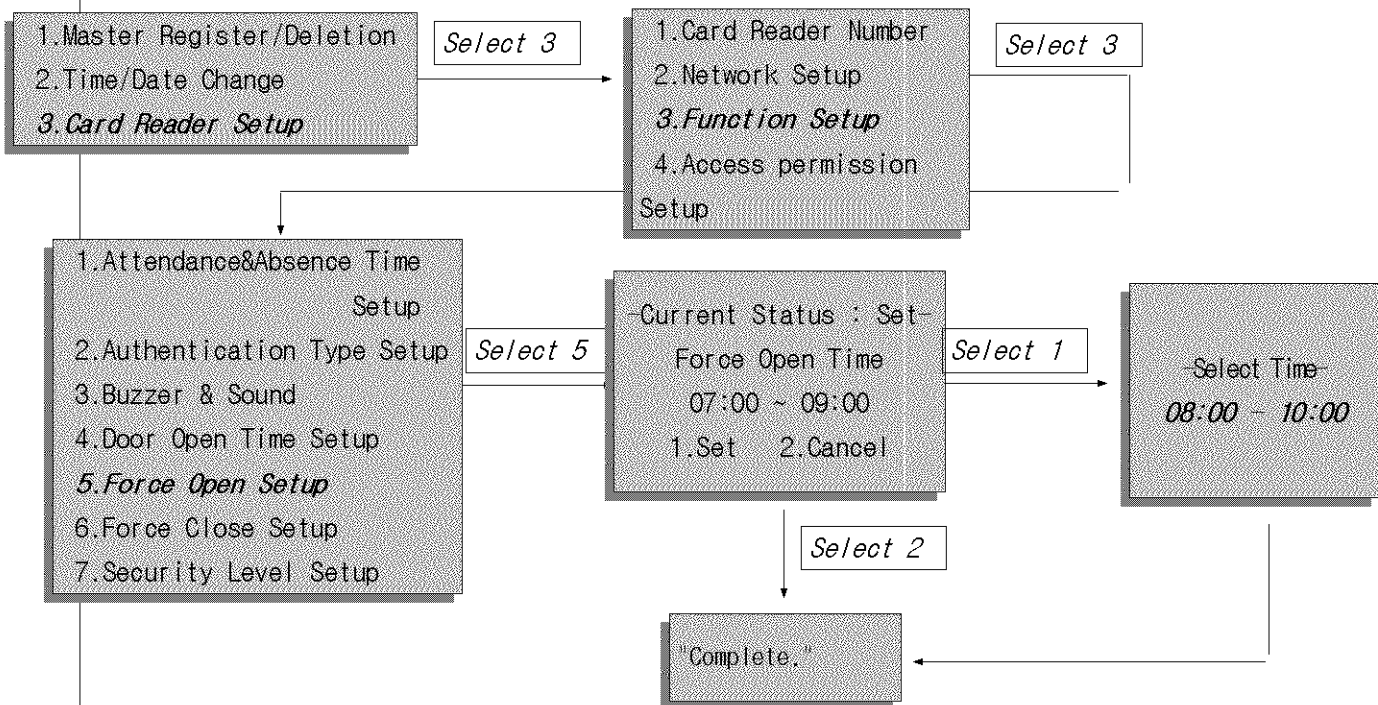 1.Master Register/Deletion
2.Time/Date Change
3.Card Reader Setup
Select 3
1.Card Reader Number
2.Network Setup
3.Function Setup
4.Access permission
Setup
Select 3
1.Attendance&Absence Time
Setup
2.Authentication Type Setup
3.Buzzer & Sound
4.Door Open Time Setup
5.Force Open Setup
6.Force Close Setup
7.Security Level Setup
Select 5
-Current Status : Set-
Force Open Time
07:00 ~ 09:00
1.Set 2.Cancel
Select 1
-Select Time-
08:00 - 10:00
Select 2
"Complete."